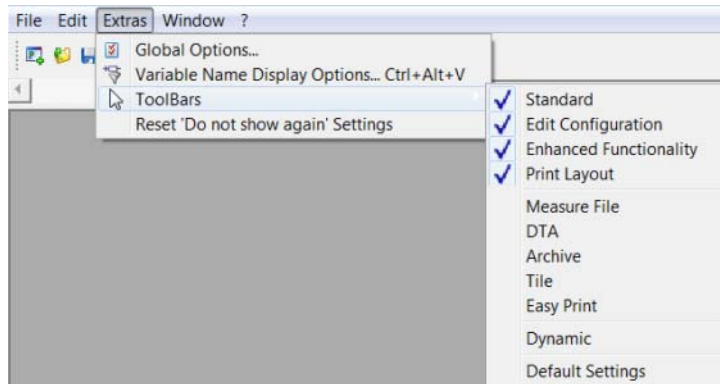 File Edit Extras Window ?
Global Options...
Variable Name Display Options... Ctrl+Alt+V
ToolBars
Reset 'Do not show again' Settings
Standard
Edit Configuration
Enhanced Functionality
Print Layout
Measure File
DTA
Archive
Tile
Easy Print
Dynamic
Default Settings